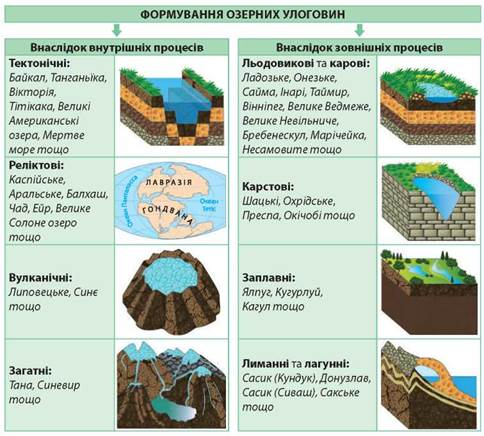 ФОРМУВАННЯ ОЗЕРНИХ УЛОГОВИН
Внаслідок внутрішніх процесів
Тектонічні:
Байкал, Танганьїка,
Вікторія,
Тітікака, Великі
Американські
озера, Мертве
море тощо
Реліктові:
Каспійське,
Аральське, Балхаш,
Чад, Ейр, Велике
Солоне озеро
тощо
ЛАВРАЗІЯ
ГОНДВАНА
Океан Панталасса
Океан
Тетіс
Вулканічні:
Липовецьке, Синє
тощо
Загатні:
Тана, Синевир
тощо
Внаслідок зовнішніх процесів
Льодовикові та карові:
Ладозьке, Онезьке,
Сайма, Інарі, Таймир,
Вінніпег, Велике Ведмеже,
Велике Невільниче,
Бребенескул, Марічейка,
Несамовите тощо
Карстові:
Шацькі, Охрідське,
Преспа, Окічобі тощо
Заплавні:
Ялпуг, Кугурлуй,
Кагул тощо
Лиманні та лагунні:
Сасик (Кундук), Донузлав,
Сасик (Сиваш), Сакське
тощо